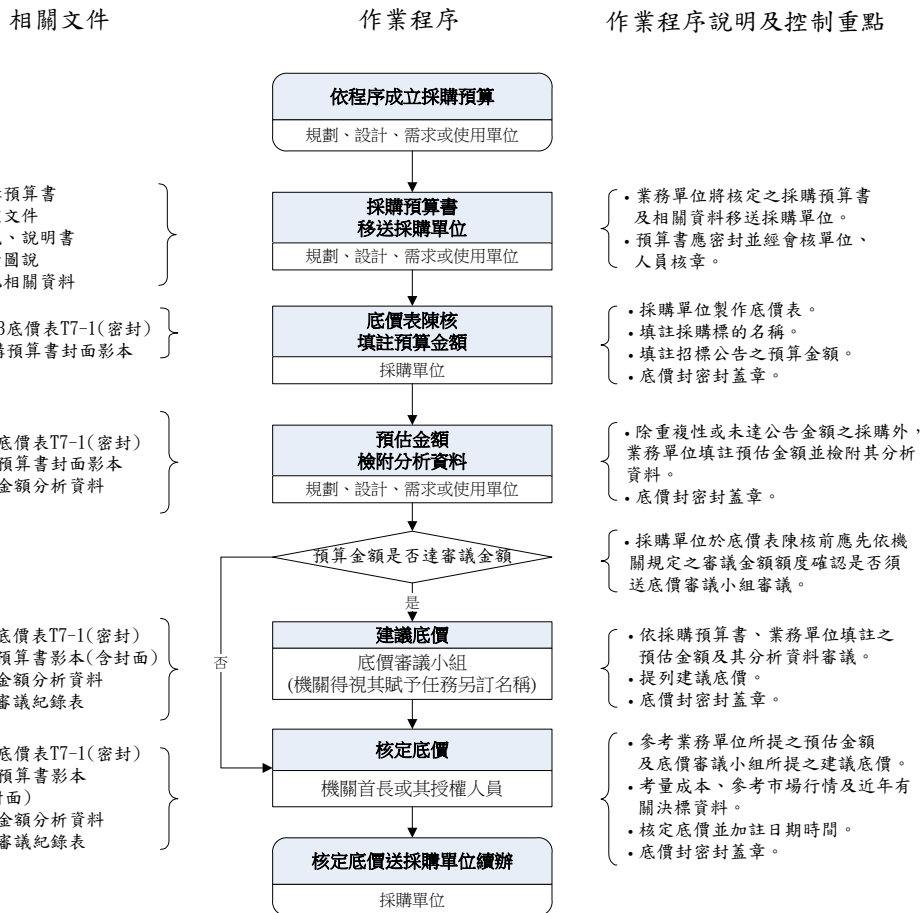 相關文件
作業程序
作業程序說明及控制重點
依程序成立採購預算
規劃、設計、需求或使用單位
預算書
文件
、說明書
圖說
相關資料
採購預算書
移送採購單位
規劃、設計、需求或使用單位
•業務單位將核定之採購預算書
及相關資料移送採購單位。
•預算書應密封並經會核單位、
人員核章。
3底價表T7-1(密封)
購預算書封面影本
底價表陳核
填註預算金額
採購單位
•採購單位製作底價表。
•填註採購標的名稱。
•填註招標公告之預算金額。
•底價封密封蓋章。
底價表T7-1(密封)
預算書封面影本
金額分析資料
預估金額
檢附分析資料
規劃、設計、需求或使用單位
•除重複性或未達公告金額之採購外，
業務單位填註預估金額並檢附其分析
資料。
•底價封密封蓋章。
預算金額是否達審議金額
是
否
•採購單位於底價表陳核前應先依機
關規定之審議金額額度確認是否須
送底價審議小組審議。
底價表T7-1(密封)
預算書影本(含封面)
金額分析資料
審議紀錄表
建議底價
底價審議小組
(機關得視其賦予任務另訂名稱)
•依採購預算書、業務單位填註之
預估金額及其分析資料審議。
•提列建議底價。
•底價封密封蓋章。
底價表T7-1(密封)
預算書影本
封面)
金額分析資料
審議紀錄表
核定底價
機關首長或其授權人員
•參考業務單位所提之預估金額
及底價審議小組所提之建議底價。
•考量成本、參考市場行情及近年有
關決標資料。
•核定底價並加註日期時間。
•底價封密封蓋章。
核定底價送採購單位續辦
採購單位